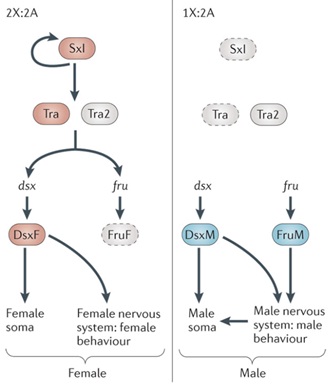 2X:2A
Sxl
Tra
Tra2
dsx
fru
DsxF
FruF
Female
soma
Female nervous
system: female
behaviour
Female
1X:2A
Sxl
Tra
Tra2
dsx
fru
DsxM
FruM
Male
soma
Male nervous
system: male
behaviour
Male